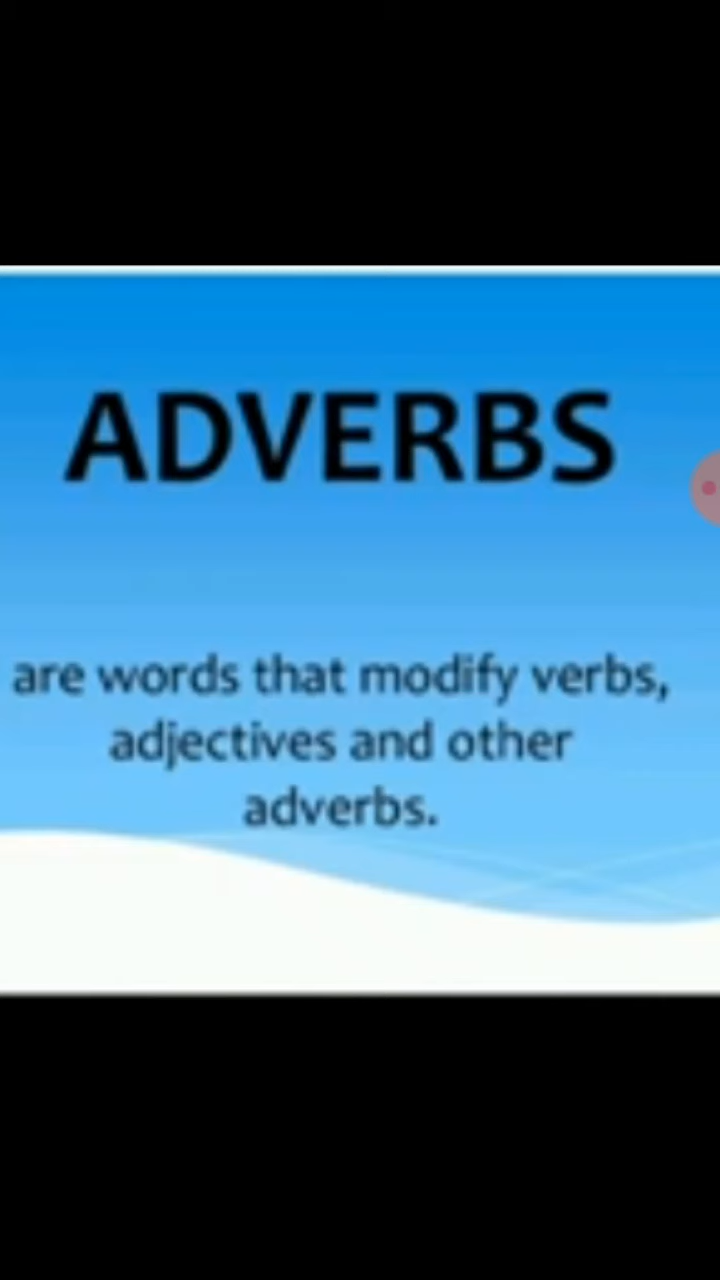 ADVERBS
are words that modify verbs,
adjectives and other
adverbs.